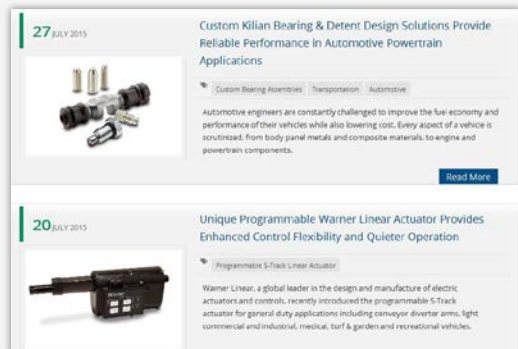 27 JULY 2015
Custom Kilian Bearing & Detent Design Solutions Provide
Reliable Performance in Automotive Powertrain
Applications
Custom Bearing Assemblies Transportation Automotive
Automotive engineers are constantly challenged to improve the fuel economy and
performance of their vehicles while also lowering cost. Every aspect of a vehicle is
scrutinized, from body panel metals and composite materials, to engine and
powertrain components.
Read More
20 JULY 2015
Unique Programmable Warner Linear Actuator Provides
Enhanced Control Flexibility and Quieter Operation
Programmable S-Track Linear Actuator
Warner Linear, a global leader in the design and manufacture of electric
actuators and controls, recently introduced the programmable S-Track
actuator for general duty applications including conveyor diverter arms, light
commercial and industrial, medical, turf & garden and recreational vehicles.